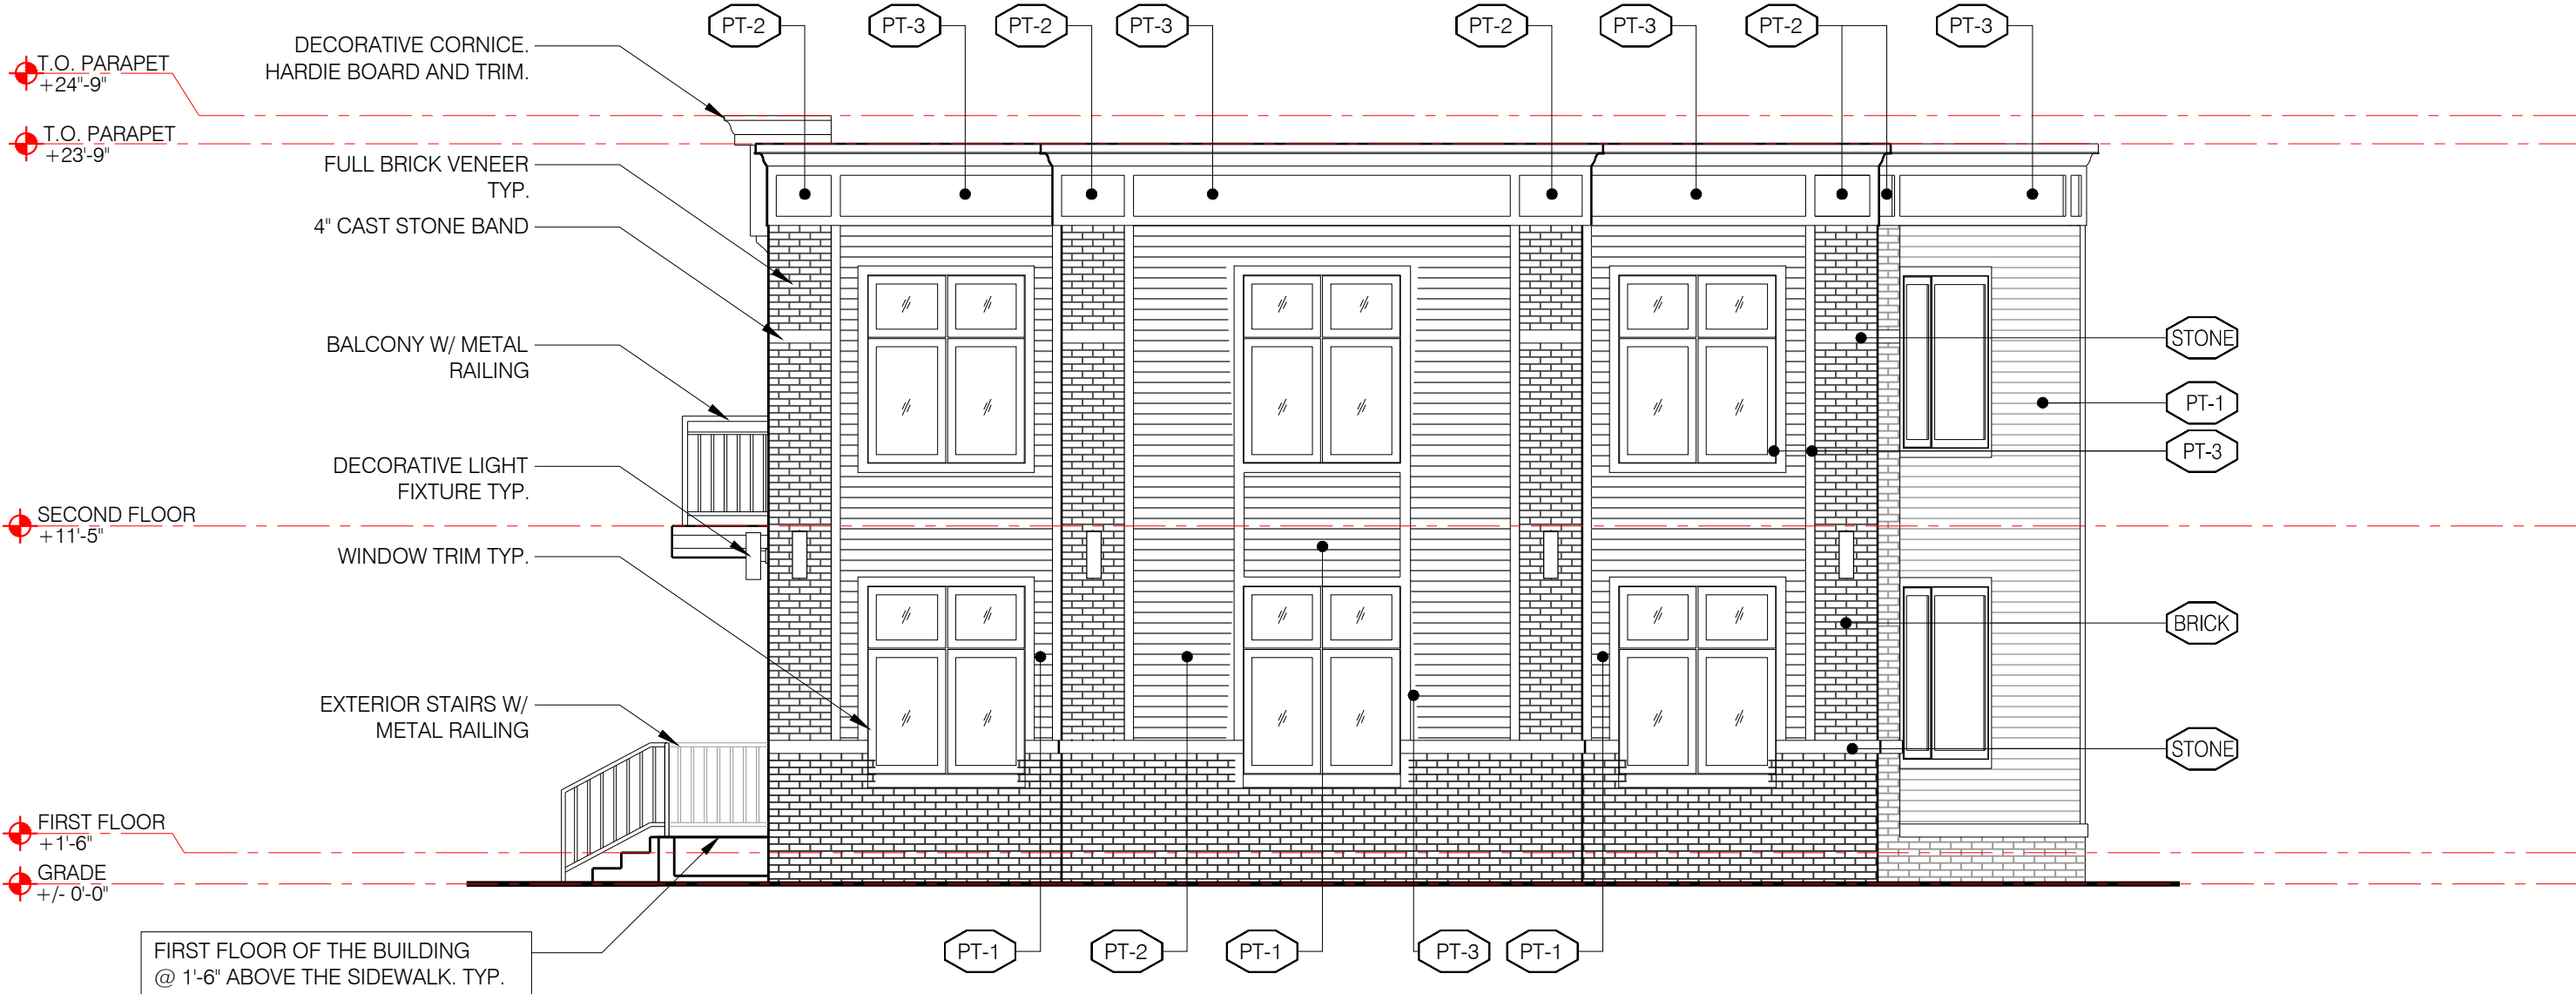 PT-2
PT-3
PT-2
PT-3
PT-2
PT-3
PT-2
PT-3
DECORATIVE CORNICE.
HARDIE BOARD AND TRIM.
T.O. PARAPET
+24"-9"
T.O. PARAPET
+23'-9"
FULL BRICK VENEER
TYP.
4" CAST STONE BAND
BALCONY W/ METAL
RAILING
DECORATIVE LIGHT
FIXTURE TYP.
SECOND FLOOR
+11'-5"
WINDOW TRIM TYP.
EXTERIOR STAIRS W/
METAL RAILING
FIRST FLOOR
+1'-6"
GRADE
+/- 0'-0"
FIRST FLOOR OF THE BUILDING
@ 1'-6" ABOVE THE SIDEWALK. TYP.
STONE
PT-1
PT-3
BRICK
STONE
PT-1
PT-2
PT-1
PT-3
PT-1